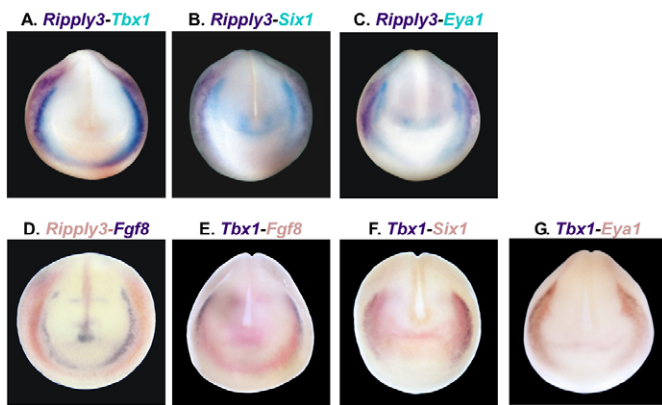 A. Ripply3-Tbx1
B. Ripply3-Six1
C. Ripply3-Eya1
D. Ripply3-Fgf8
E. Tbx1-Fgf8
F. Tbx1-Six1
G. Tbx1-Eya1